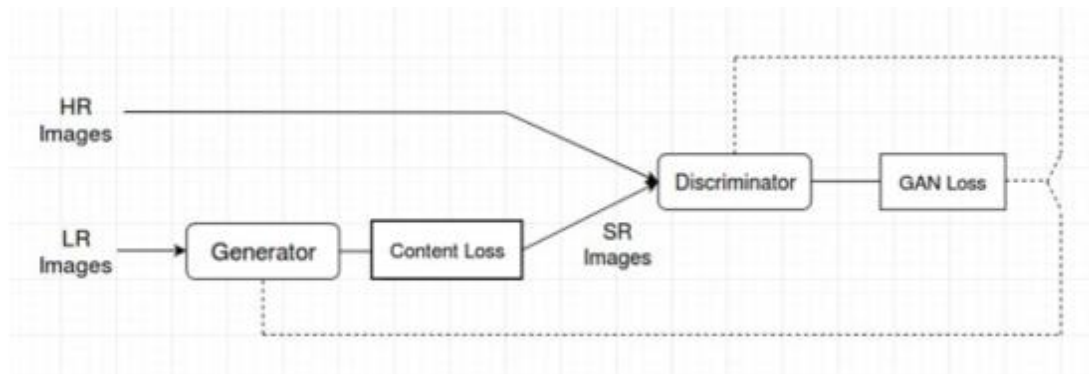 HR
Images
Discriminator
GAN Loss
LR
Images
Generator
Content Loss
SR
Images